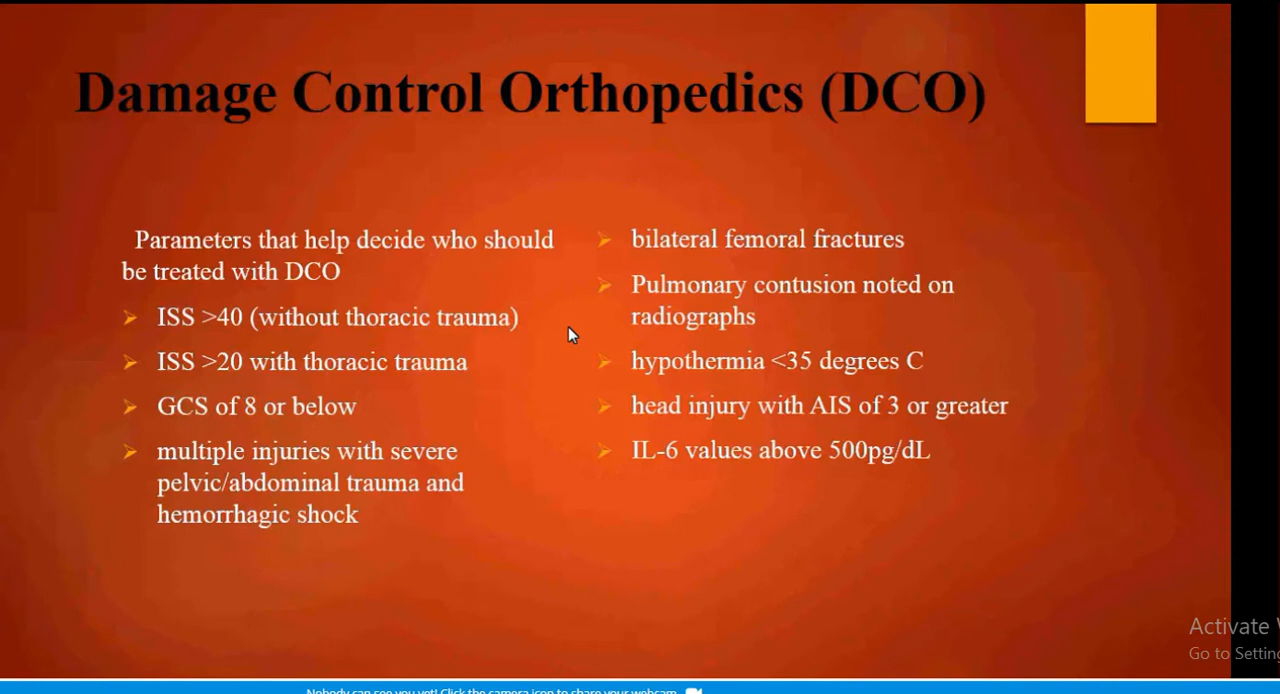 Damage Control Orthopedics (DCO)
Parameters that help decide who should
be treated with DCO
ISS >40 (without thoracic trauma)
ISS >20 with thoracic trauma
GCS of 8 or below
multiple injuries with severe
pelvic/abdominal trauma and
hemorrhagic shock
bilateral femoral fractures
Pulmonary contusion noted on
radiographs
hypothermia <35 degrees C
head injury with AIS of 3 or greater
IL-6 values above 500pg/dL
Activate
Go to Settin
Nobody can see you yet! Click the camera icon to share your webcam